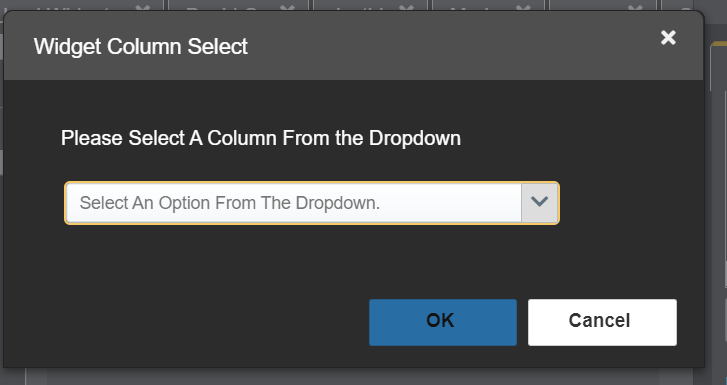 Widget Column Select
Please Select A Column From the Dropdown
Select An Option From The Dropdown.
OK
Cancel